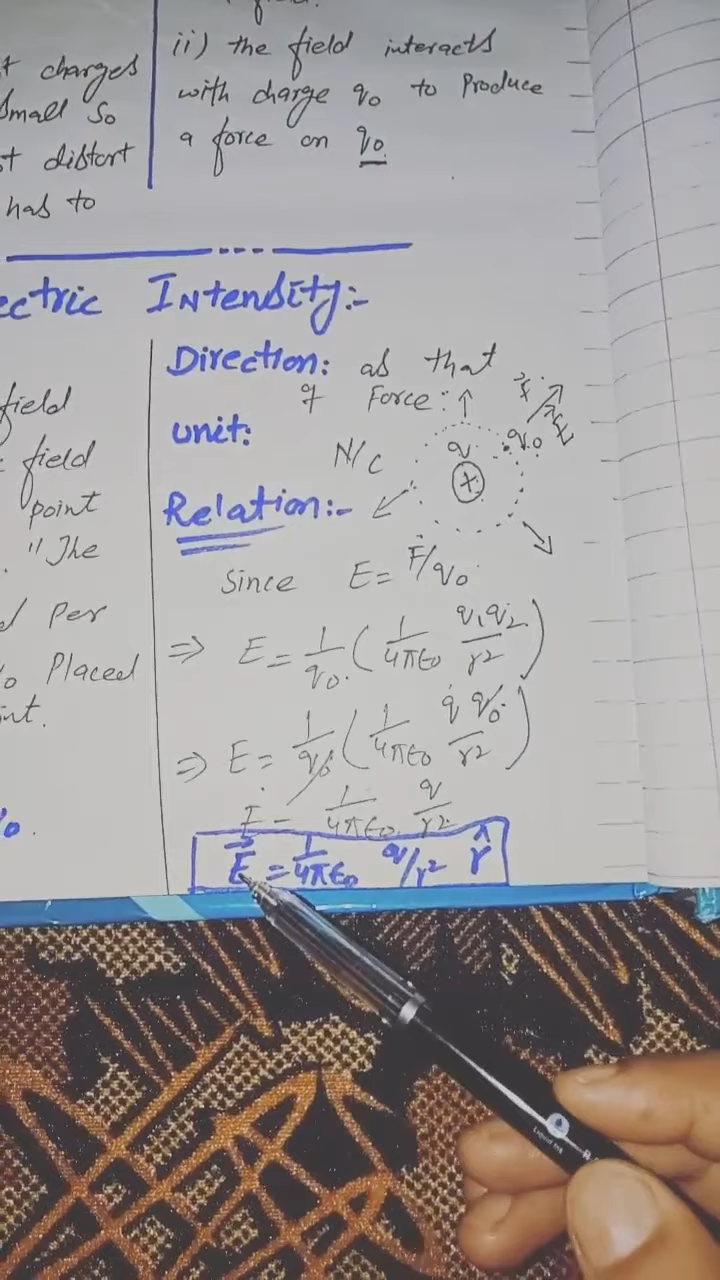 t charges
small so
t distort
has to
ii) the field interacts
with charge q₀ to Produce
a force on q₀
ectric Intensity:-
field
field
point
"The
Per
Placed
Direction: as that
of Force:
unit: N/C
q
(+)
q₀
Relation:-
Since E = F/q₀
⇒ E = 1/q₀ ( 1/4πε₀ q₁q₂/r² )
⇒ E = 1/q₀ ( 1/4πε₀ q q₀/r² )
E = 1/4πε₀ q/r²
E⃗ = 1/4πε₀ q/r² r̂
Liquid Ink